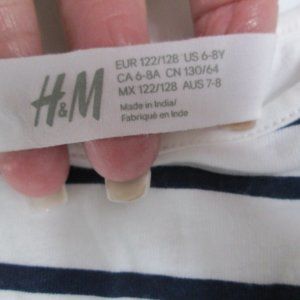 H&M
EUR 122/128 US 6-8Y
CA 6-8A CN 130/64
MX 122/128 AUS 7-8
Made in India/
Fabriqué en Inde